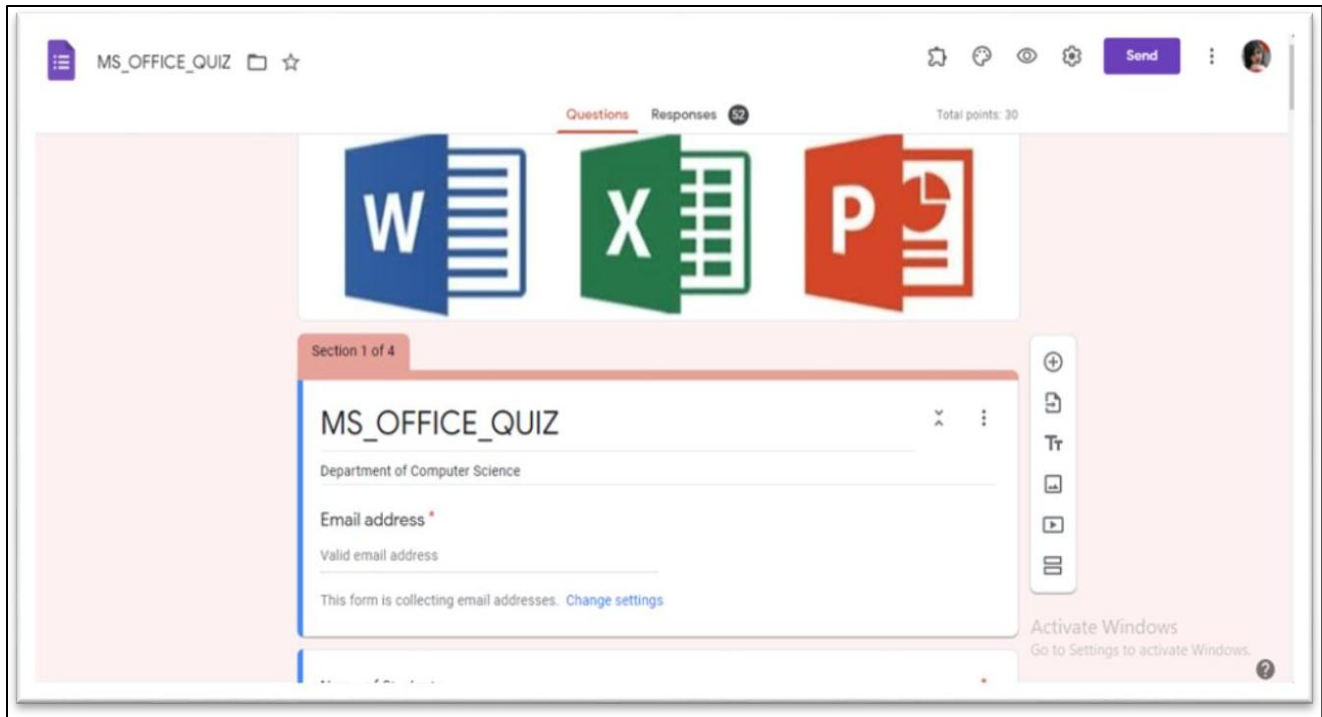 MS_OFFICE_QUIZ
Send
Questions Responses 52
Total points: 30
W X P
Section 1 of 4
MS_OFFICE_QUIZ
Department of Computer Science
Email address *
Valid email address
This form is collecting email addresses. Change settings
Tт
Activate Windows
Go to Settings to activate Windows.